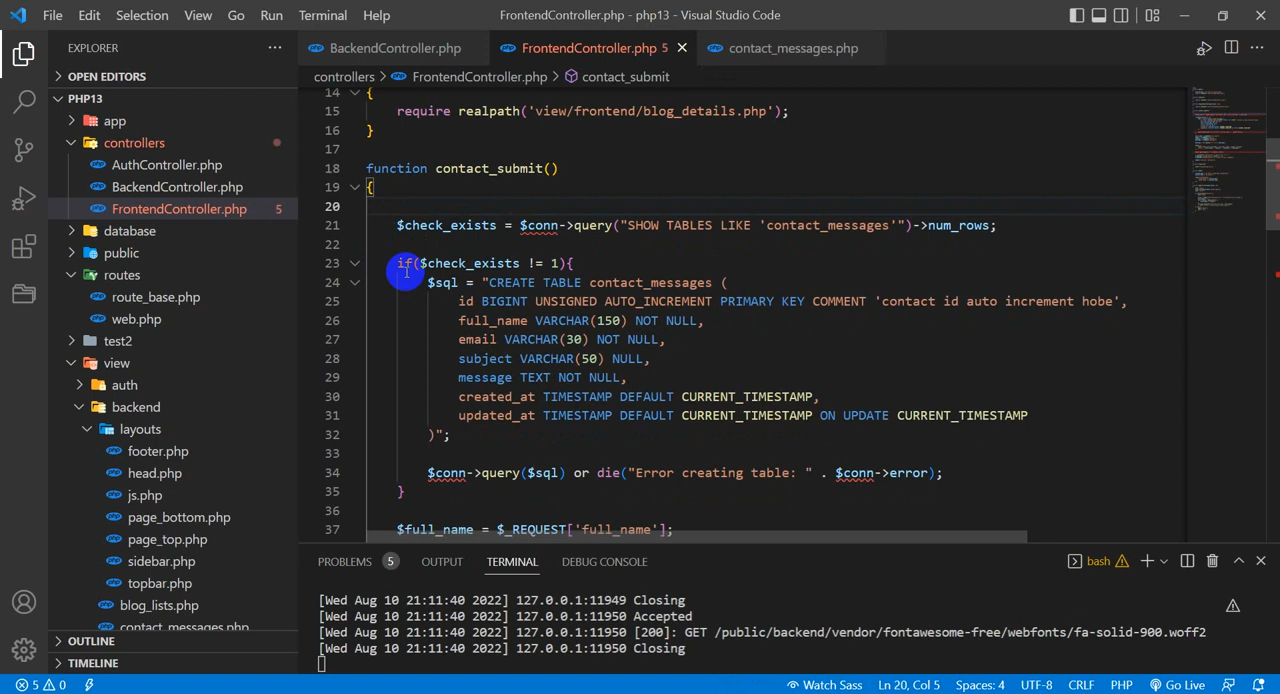 File Edit Selection View Go Run Terminal Help FrontendController.php - php13 - Visual Studio Code
EXPLORER
BackendController.php FrontendController.php 5 contact_messages.php
OPEN EDITORS
controllers > FrontendController.php > contact_submit
PHP13
app
controllers
AuthController.php
BackendController.php
FrontendController.php 5
database
public
routes
route_base.php
web.php
test2
view
auth
backend
layouts
footer.php
head.php
js.php
page_bottom.php
page_top.php
sidebar.php
topbar.php
blog_lists.php
contact_messages.php
OUTLINE
TIMELINE
14 {
15 require realpath('view/frontend/blog_details.php');
16 }
17
18 function contact_submit()
19 {
20
21 $check_exists = $conn->query("SHOW TABLES LIKE 'contact_messages'")->num_rows;
22
23 if($check_exists != 1){
24 $sql = "CREATE TABLE contact_messages (
25 id BIGINT UNSIGNED AUTO_INCREMENT PRIMARY KEY COMMENT 'contact id auto increment hobe',
26 full_name VARCHAR(150) NOT NULL,
27 email VARCHAR(30) NOT NULL,
28 subject VARCHAR(50) NULL,
29 message TEXT NOT NULL,
30 created_at TIMESTAMP DEFAULT CURRENT_TIMESTAMP,
31 updated_at TIMESTAMP DEFAULT CURRENT_TIMESTAMP ON UPDATE CURRENT_TIMESTAMP
32 )";
33
34 $conn->query($sql) or die("Error creating table: " . $conn->error);
35 }
36
37 $full_name = $_REQUEST['full_name'];
PROBLEMS 5 OUTPUT TERMINAL DEBUG CONSOLE bash
[Wed Aug 10 21:11:40 2022] 127.0.0.1:11949 Closing
[Wed Aug 10 21:11:40 2022] 127.0.0.1:11950 Accepted
[Wed Aug 10 21:11:40 2022] 127.0.0.1:11950 [200]: GET /public/backend/vendor/fontawesome-free/webfonts/fa-solid-900.woff2
[Wed Aug 10 21:11:40 2022] 127.0.0.1:11950 Closing
5 0 Watch Sass Ln 20, Col 5 Spaces: 4 UTF-8 CRLF PHP Go Live